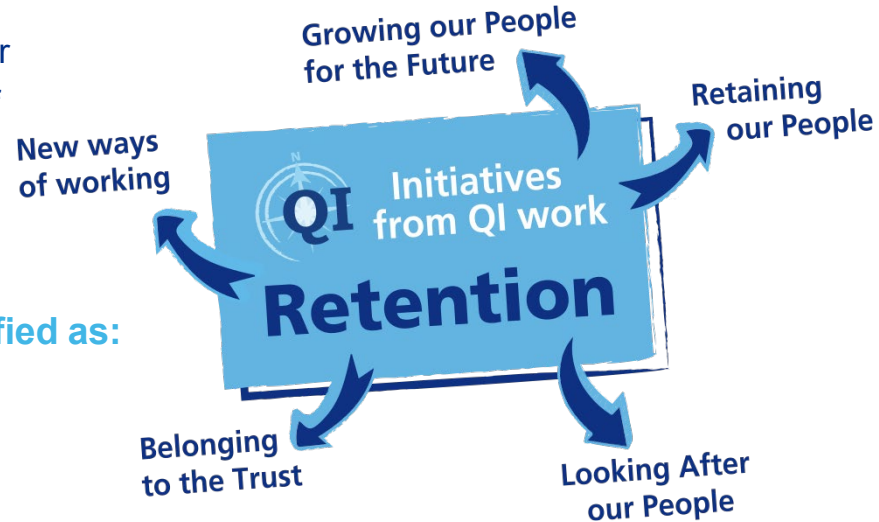 r
Growing our People
for the Future
Retaining
our People
New ways
of working
N
QI
Initiatives
from QI work
Retention
fied as:
Belonging
to the Trust
Looking After
our People